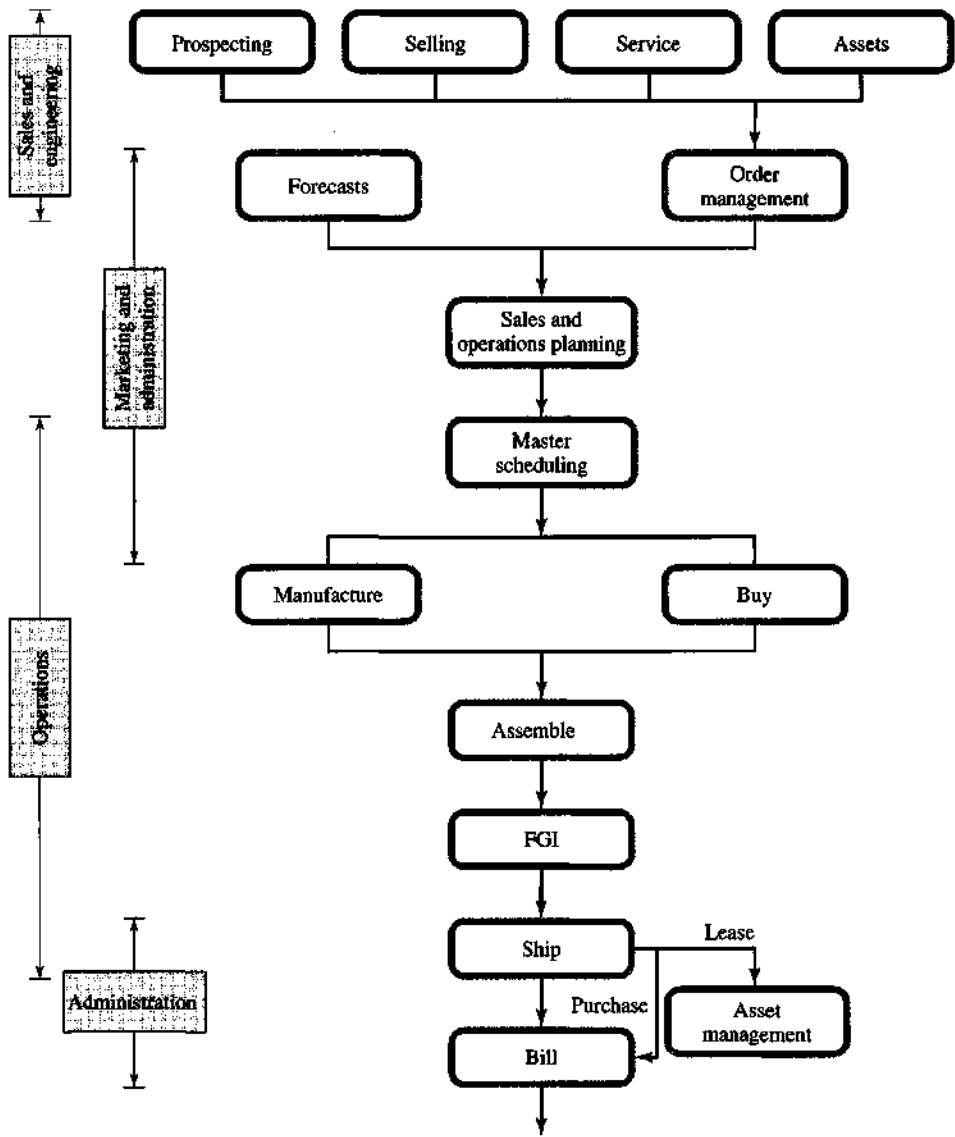 Prospecting
Selling
Service
Assets
Sales and
engineering
Forecasts
Order
management
Marketing and
administration
Sales and
operations planning
Master
scheduling
Manufacture
Buy
Operations
Assemble
FGI
Ship
Lease
Purchase
Administration
Asset
management
Bill